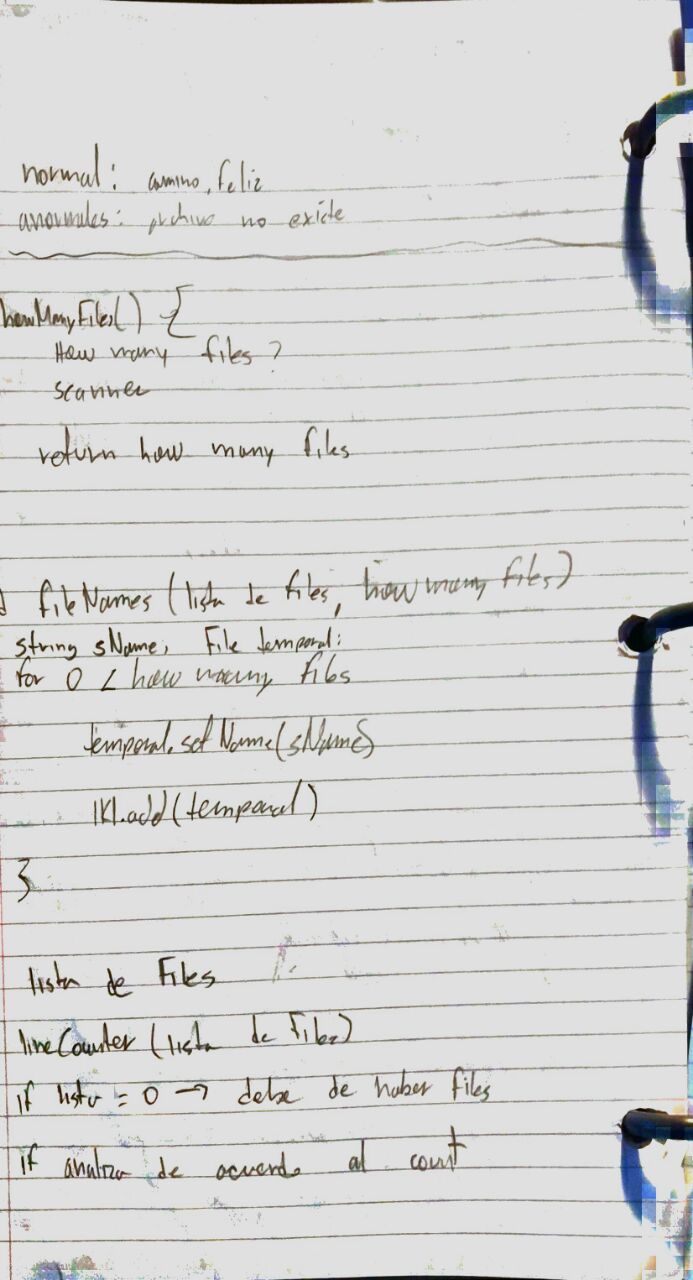 normal: camino feliz
anormales: archivo no existe
howManyFiles() {
How many files?
scanner
return how many files
fileNames (lista de files, how many files)
string sName, File temporal;
for 0 < how many files
temporal.setName(sName)
.add(temporal)
}
lista de Files
lineCounter (lista de Files)
if lista = 0 → debe de haber files
if analiza de acuerdo al count